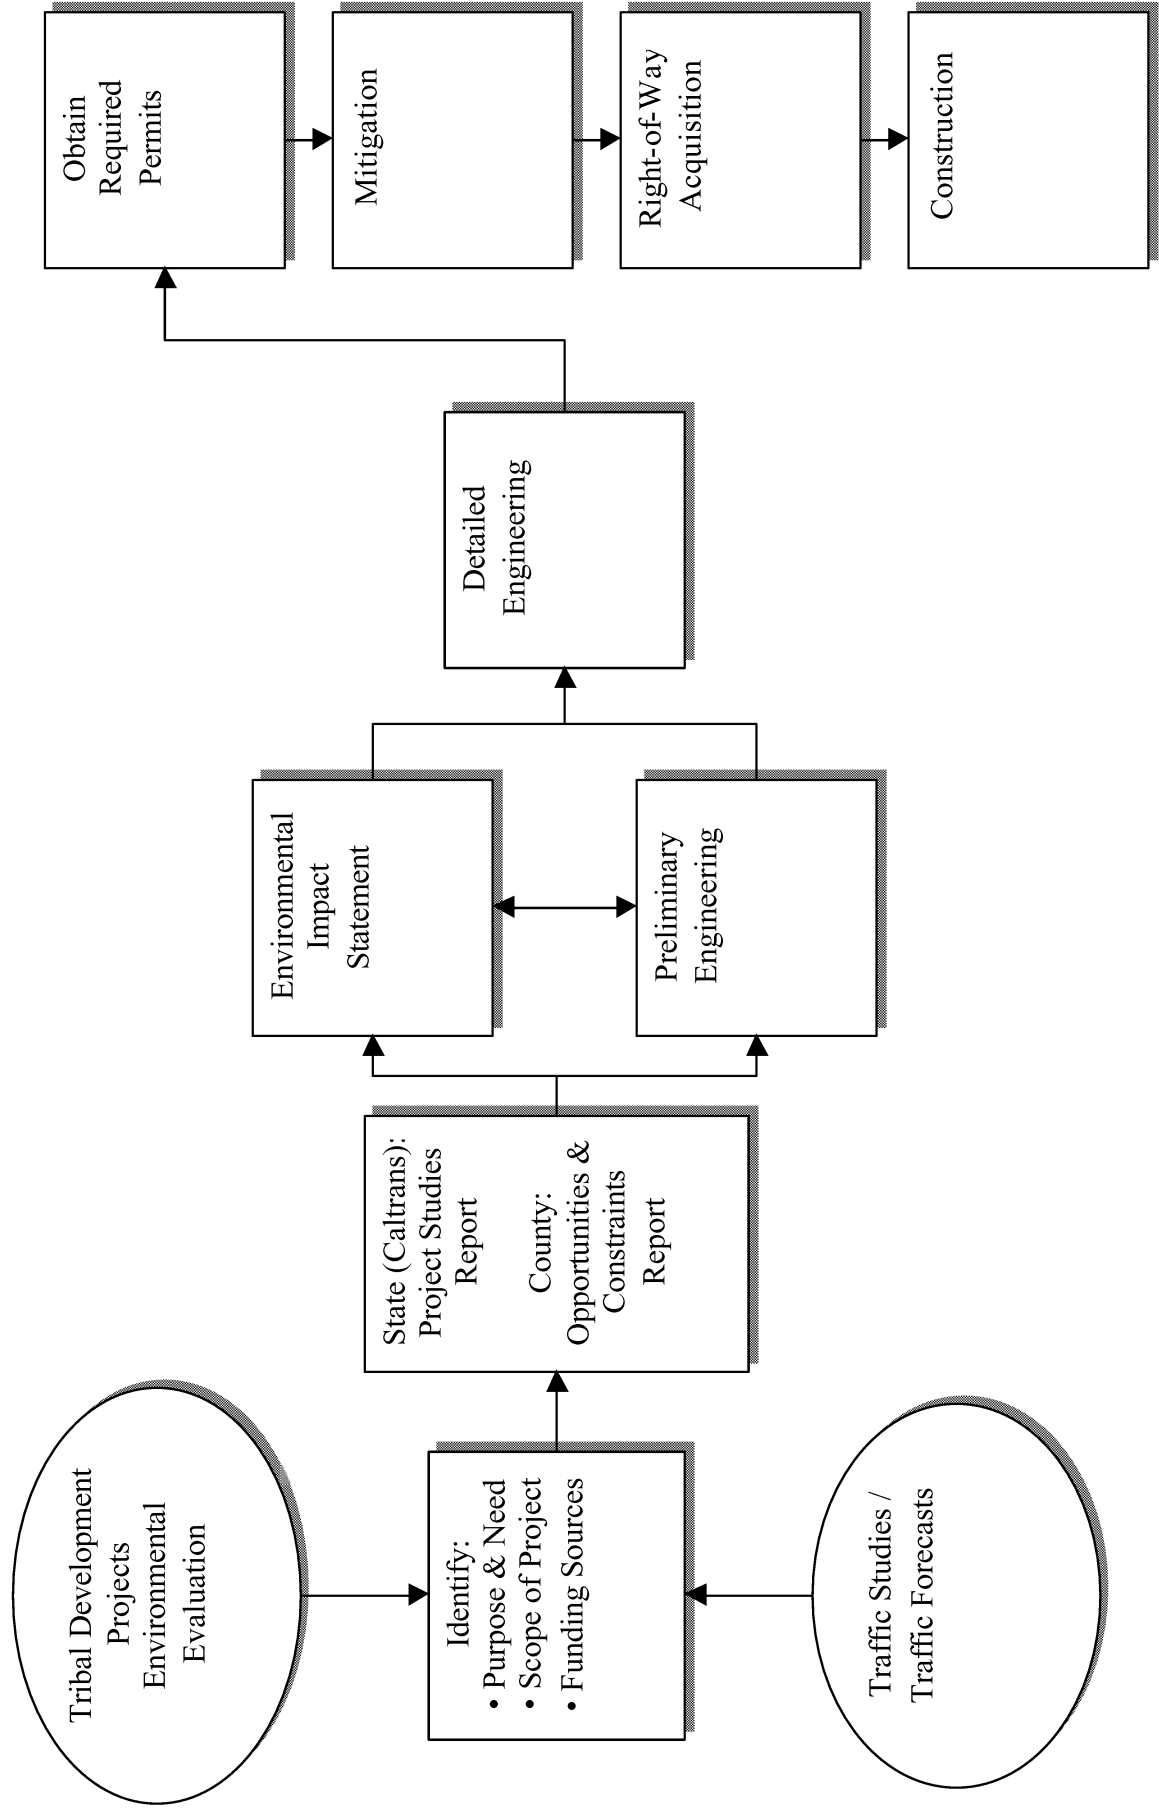 Tribal Development
Projects
Environmental
Evaluation
Identify:
• Purpose & Need
• Scope of Project
• Funding Sources
Traffic Studies /
Traffic Forecasts
State (Caltrans):
Project Studies
Report
County:
Opportunities &
Constraints
Report
Environmental
Impact
Statement
Preliminary
Engineering
Detailed
Engineering
Obtain
Required
Permits
Mitigation
Right-of-Way
Acquisition
Construction